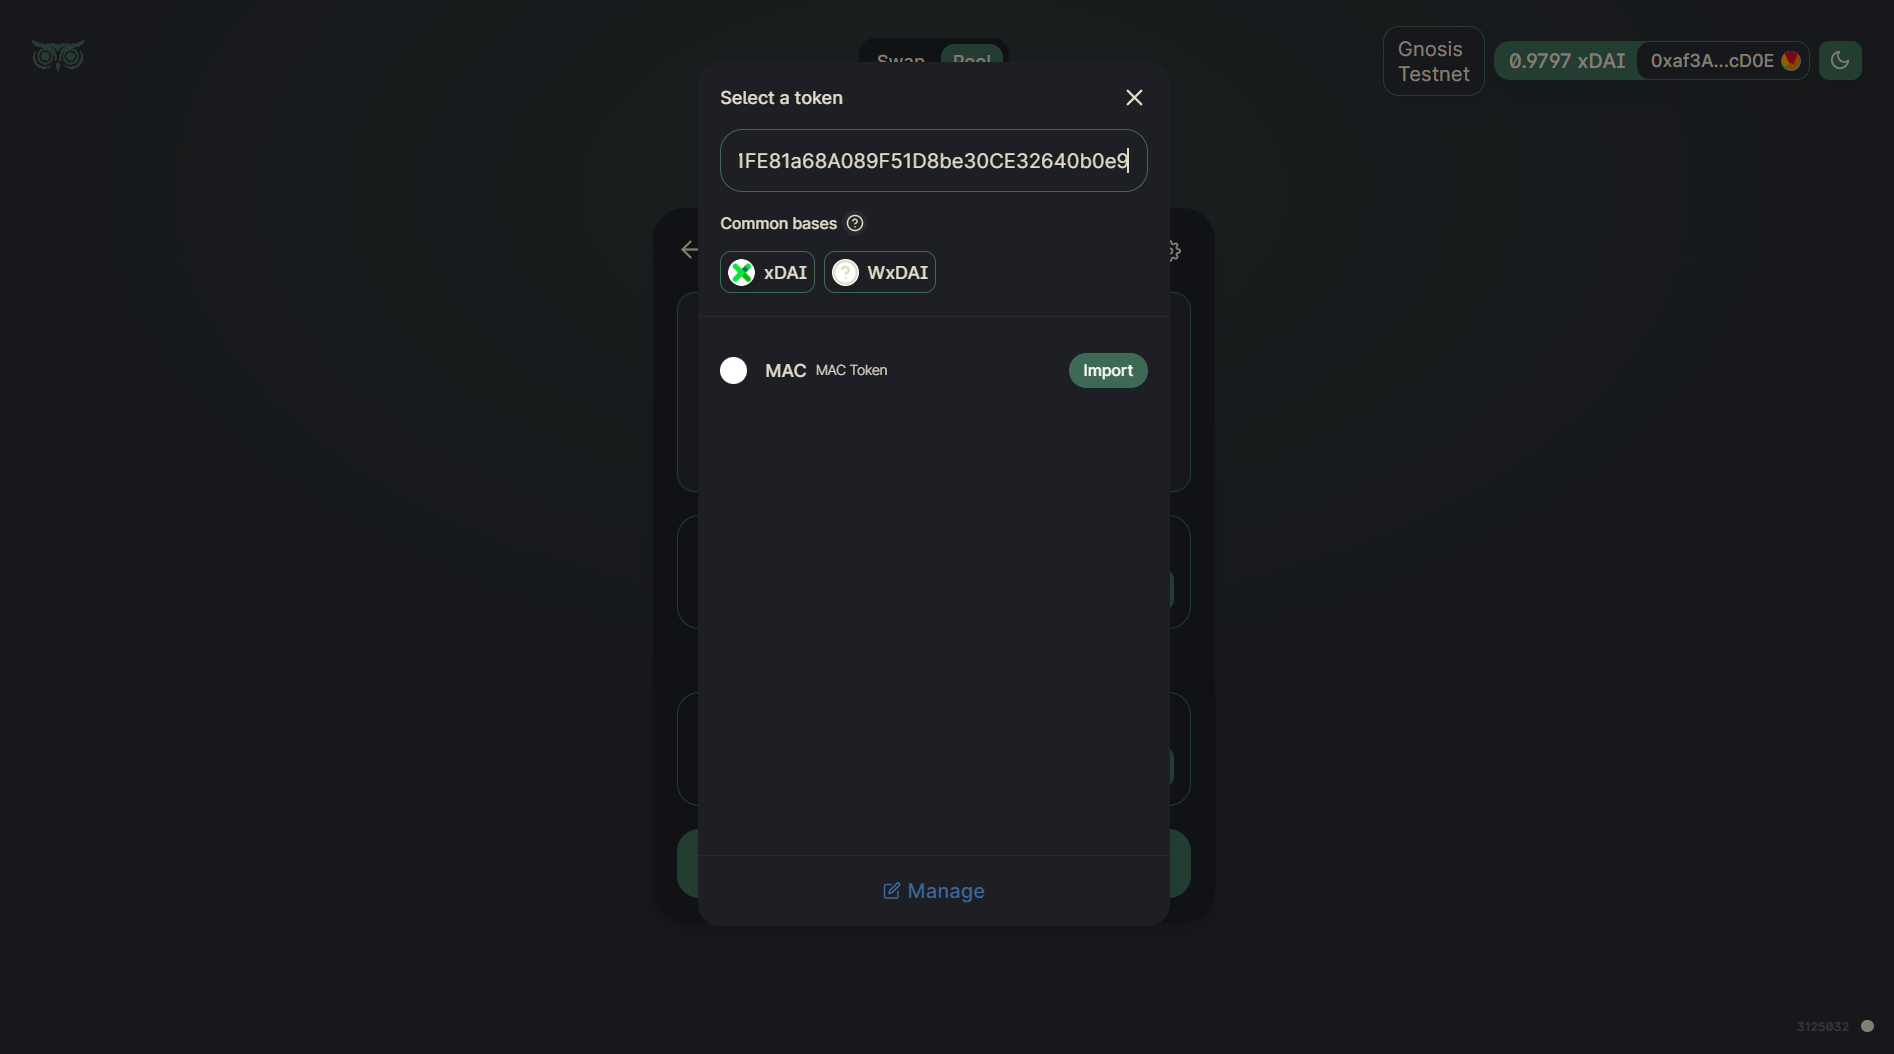 Swap Pool
Gnosis
Testnet
0.9797 xDAI
0xaf3A...cD0E
Select a token
1FE81a68A089F51D8be30CE32640b0e9
Common bases
xDAI
WxDAI
MAC MAC Token
Import
Manage
3125032